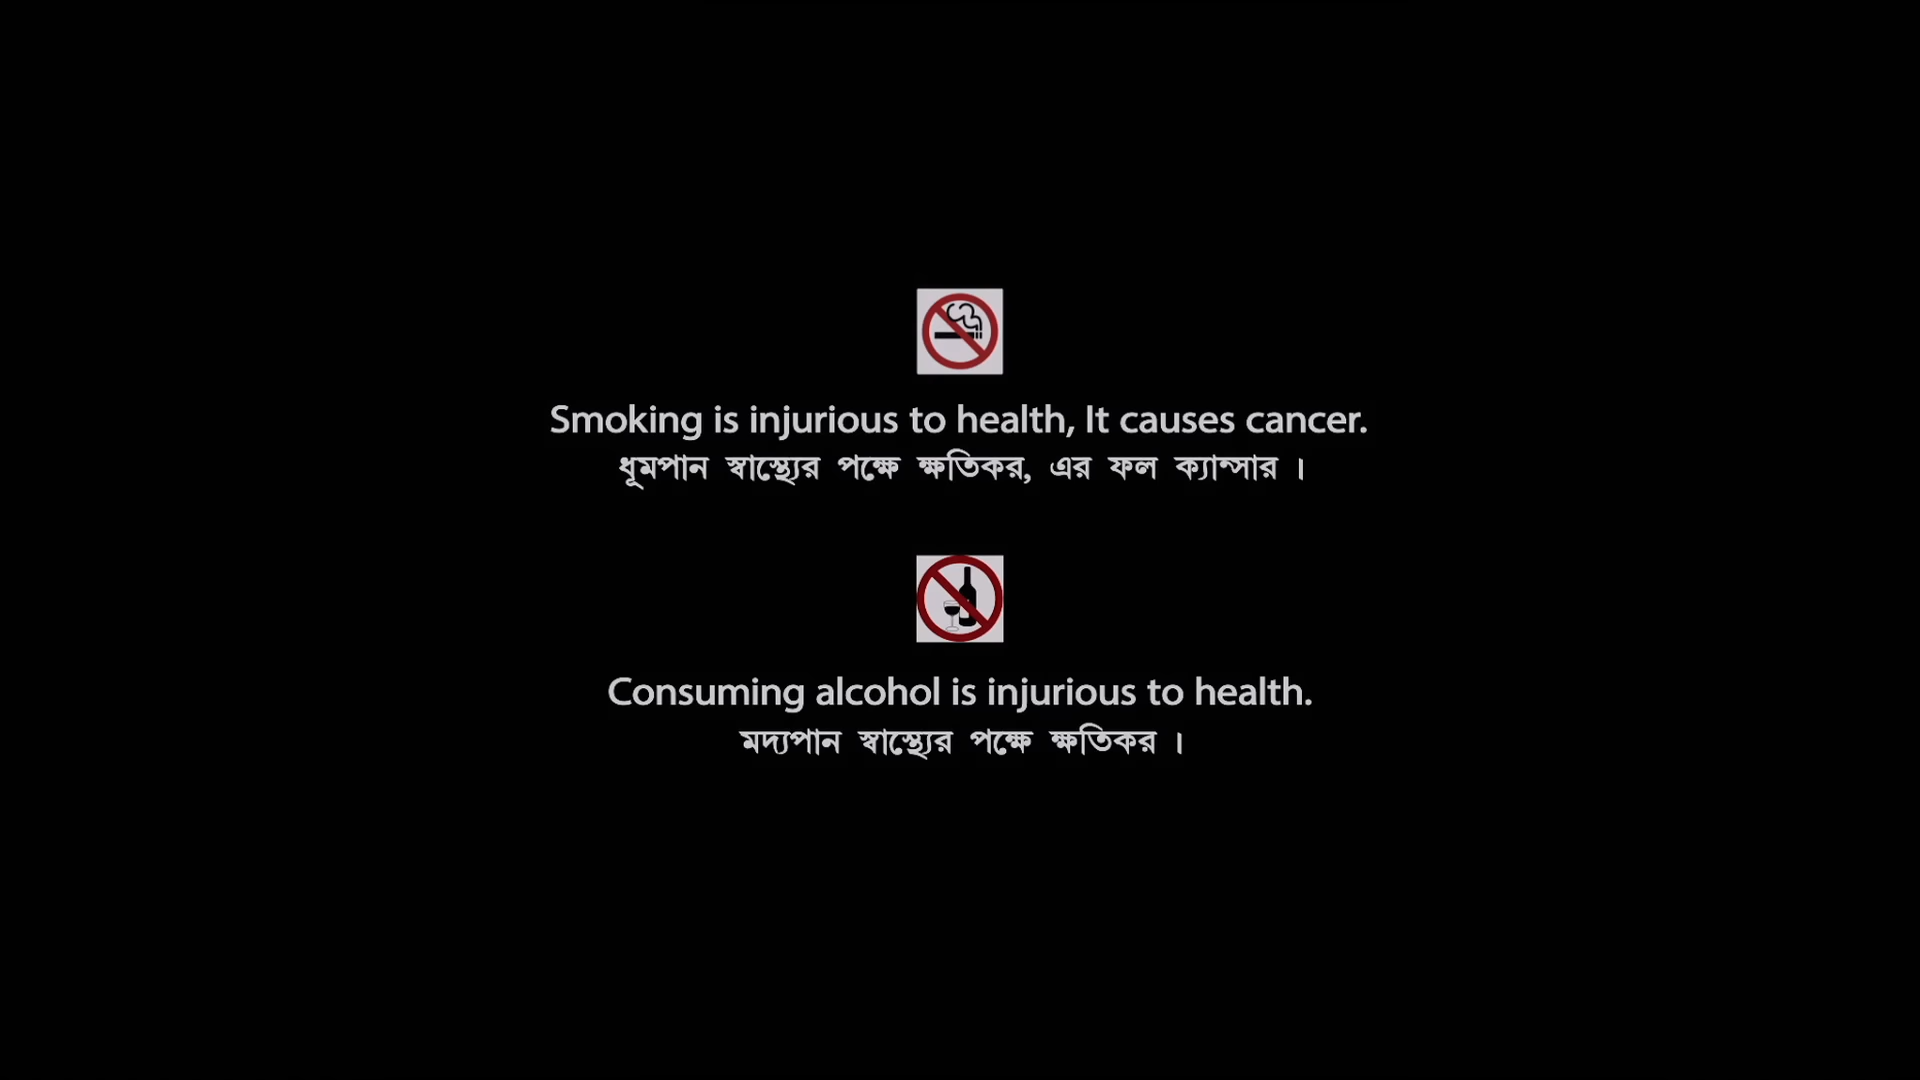 Smoking is injurious to health, It causes cancer.
ধূমপান স্বাস্থ্যের পক্ষে ক্ষতিকর, এর ফল ক্যান্সার ।
Consuming alcohol is injurious to health.
মদ্যপান স্বাস্থ্যের পক্ষে ক্ষতিকর ।